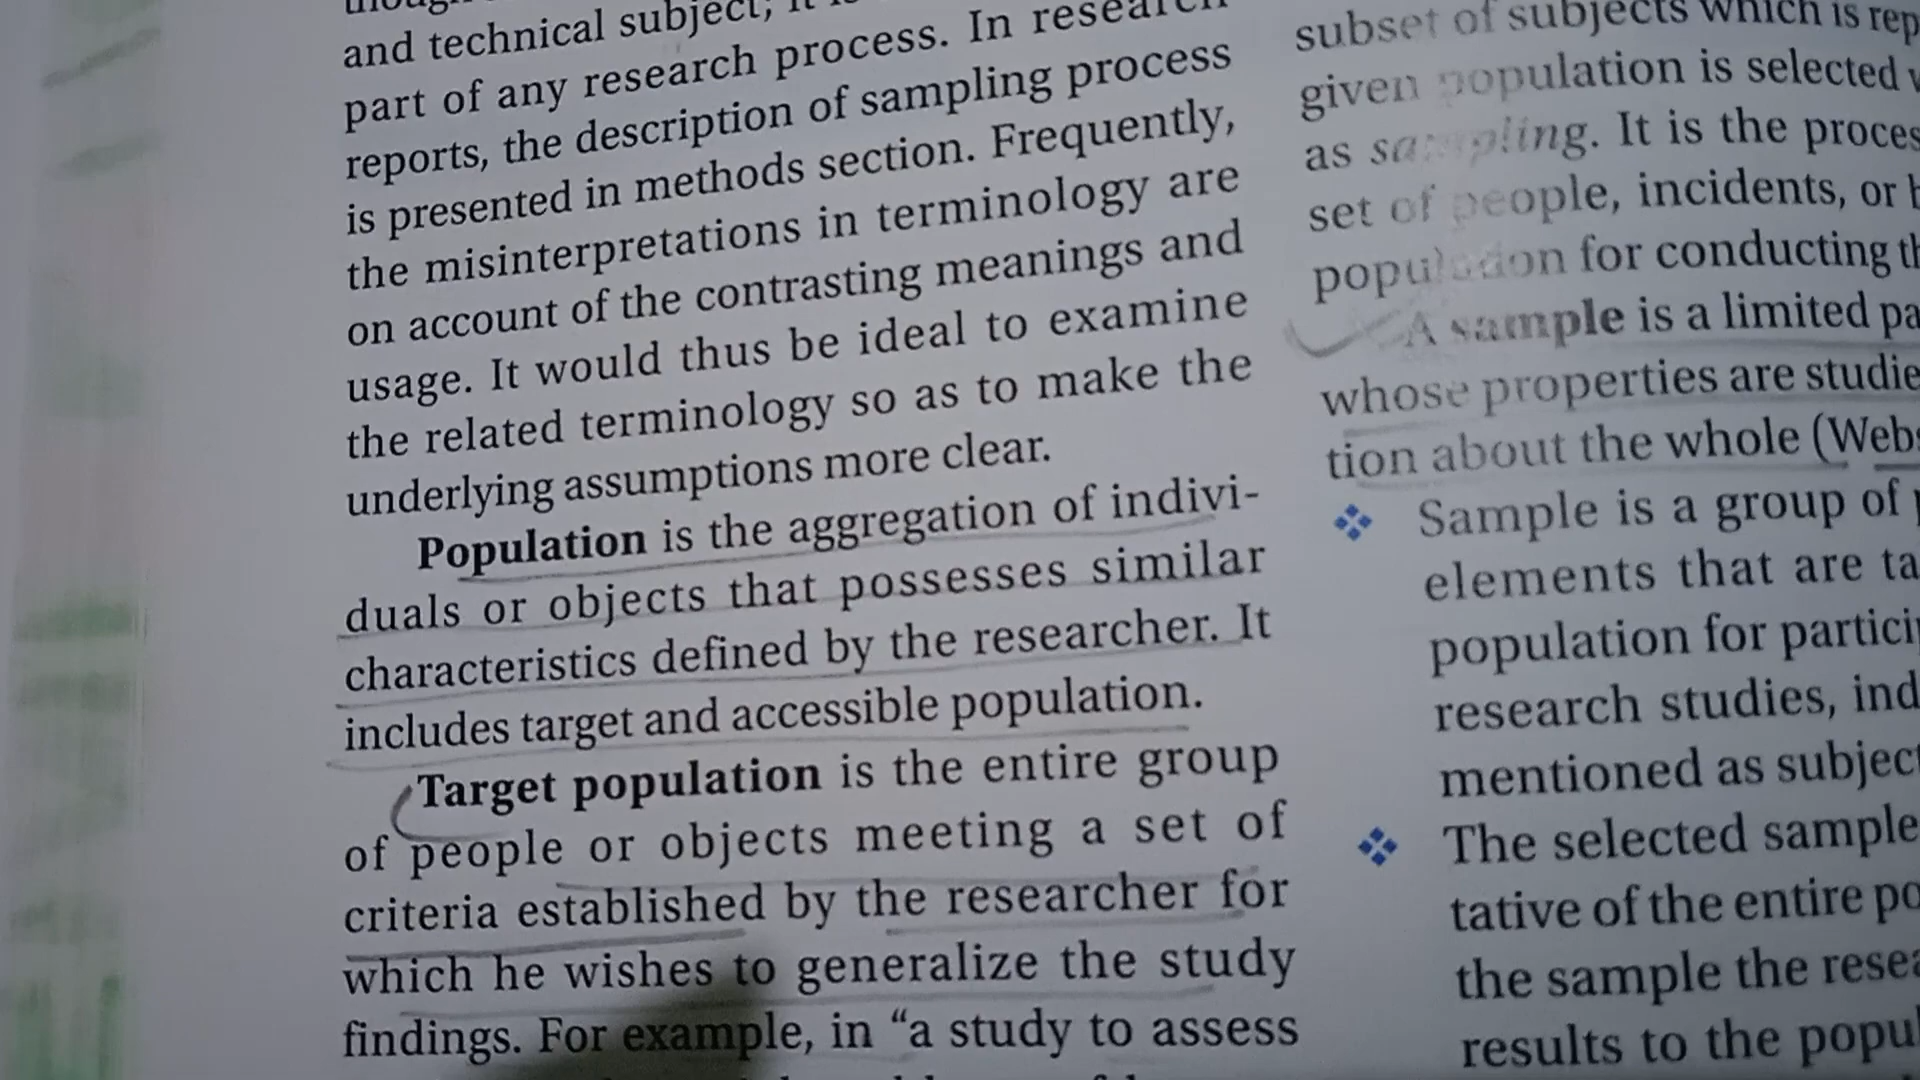 and technical subject, it
part of any research process. In research
reports, the description of sampling process
is presented in methods section. Frequently,
the misinterpretations in terminology are
on account of the contrasting meanings and
usage. It would thus be ideal to examine
the related terminology so as to make the
underlying assumptions more clear.
Population is the aggregation of indivi-
duals or objects that possesses similar
characteristics defined by the researcher. It
includes target and accessible population.
Target population is the entire group
of people or objects meeting a set of
criteria established by the researcher for
which he wishes to generalize the study
findings. For example, in “a study to assess
subset of subjects which is rep
given population is selected
as sampling. It is the proces
set of people, incidents, or
population for conducting th
A sample is a limited pa
whose properties are studie
tion about the whole (Webs
❖ Sample is a group of
elements that are ta
population for partici
research studies, ind
mentioned as subject
❖ The selected sample
tative of the entire po
the sample the resea
results to the popul